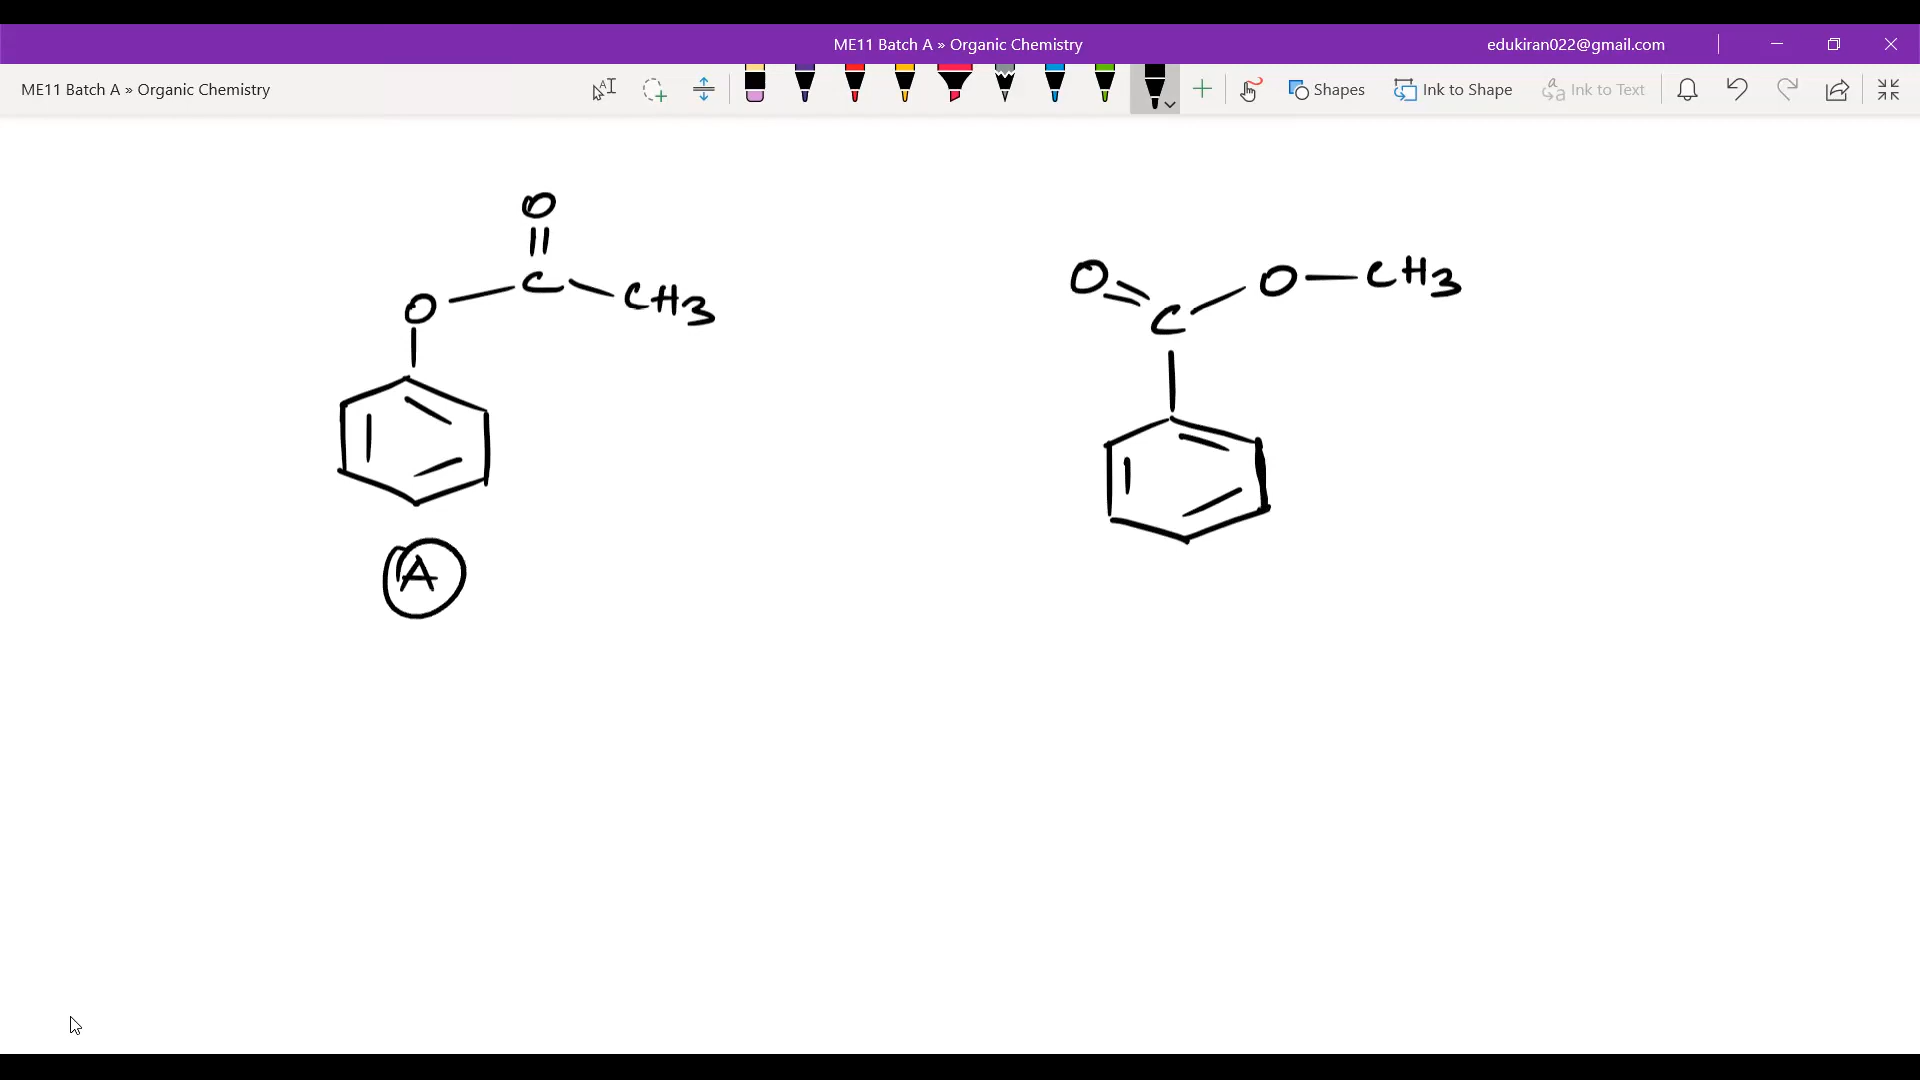 ME11 Batch A » Organic Chemistry
edukiran022@gmail.com
ME11 Batch A » Organic Chemistry
Shapes
Ink to Shape
Ink to Text
O
C
O
CH3
A
O
O
CH3
C